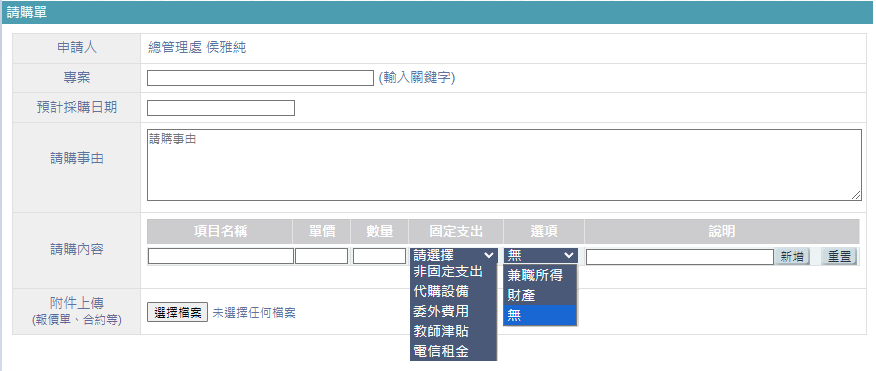 請購單
申請人
總管理處 侯雅純
專案
(輸入關鍵字)
預計採購日期
請購事由
請購事由
請購內容
項目名稱 單價 數量 固定支出 選項 說明
請選擇 無 新增 重置
非固定支出
代購設備
委外費用
教師津貼
電信租金
兼職所得
財產
無
附件上傳
(報價單、合約等)
選擇檔案 未選擇任何檔案